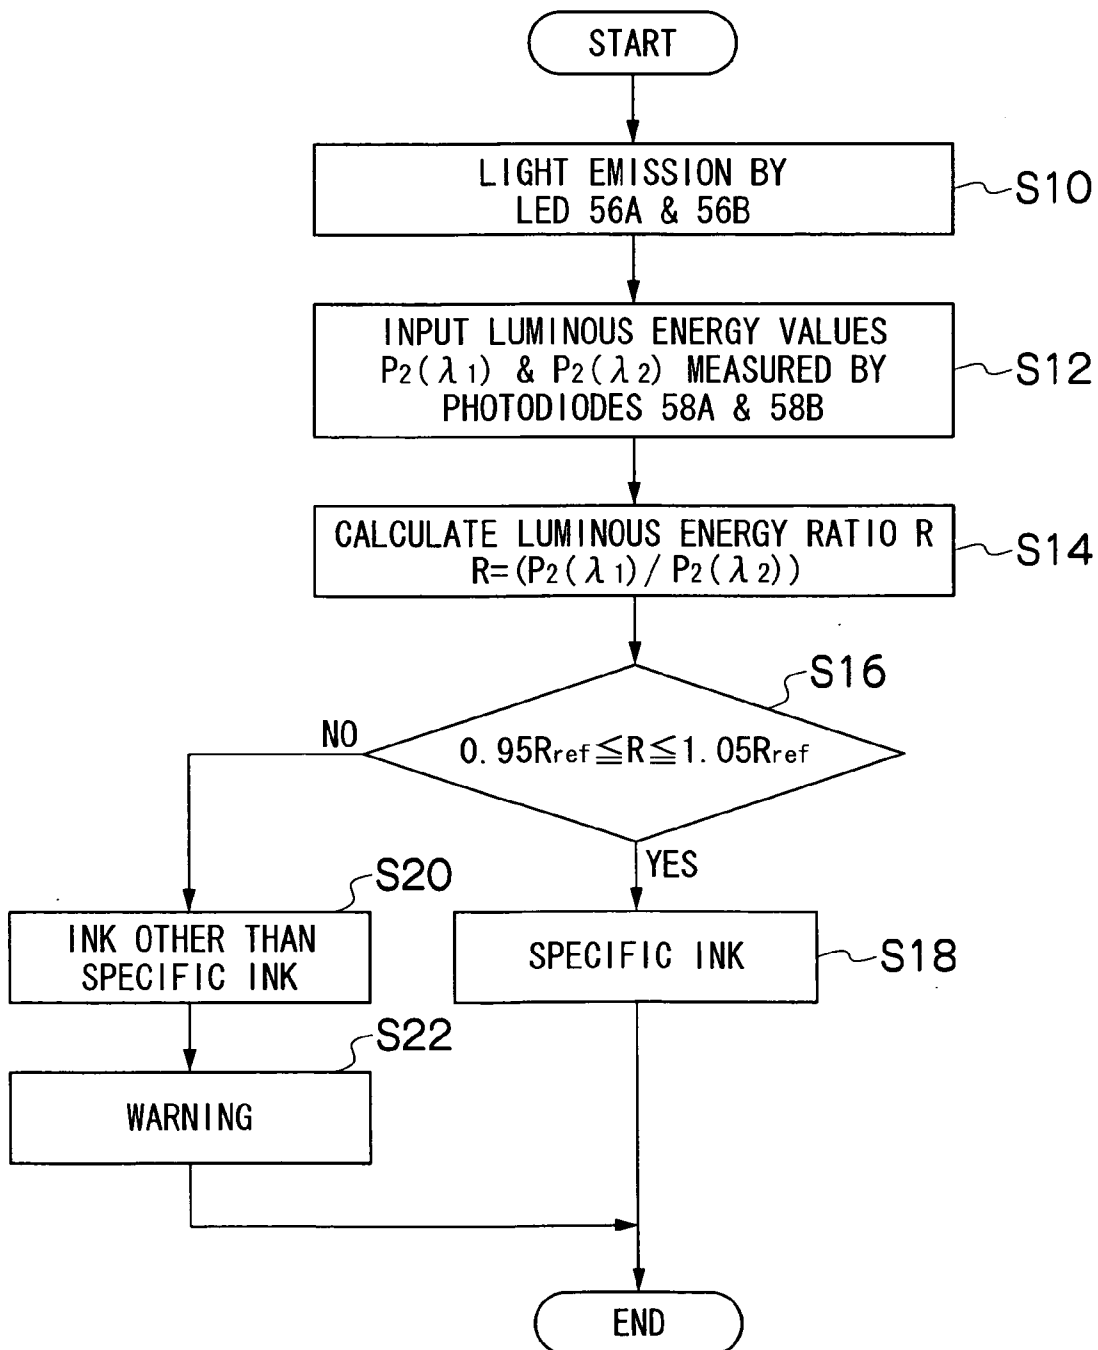 START
LIGHT EMISSION BY
LED 56A & 56B
S10
INPUT LUMINOUS ENERGY VALUES
P2(λ1) & P2(λ2) MEASURED BY
PHOTODIODES 58A & 58B
S12
CALCULATE LUMINOUS ENERGY RATIO R
R=(P2(λ1)/P2(λ2))
S14
S16
0.95Rref≦R≦1.05Rref
NO
YES
S20
INK OTHER THAN
SPECIFIC INK
SPECIFIC INK
S18
S22
WARNING
END